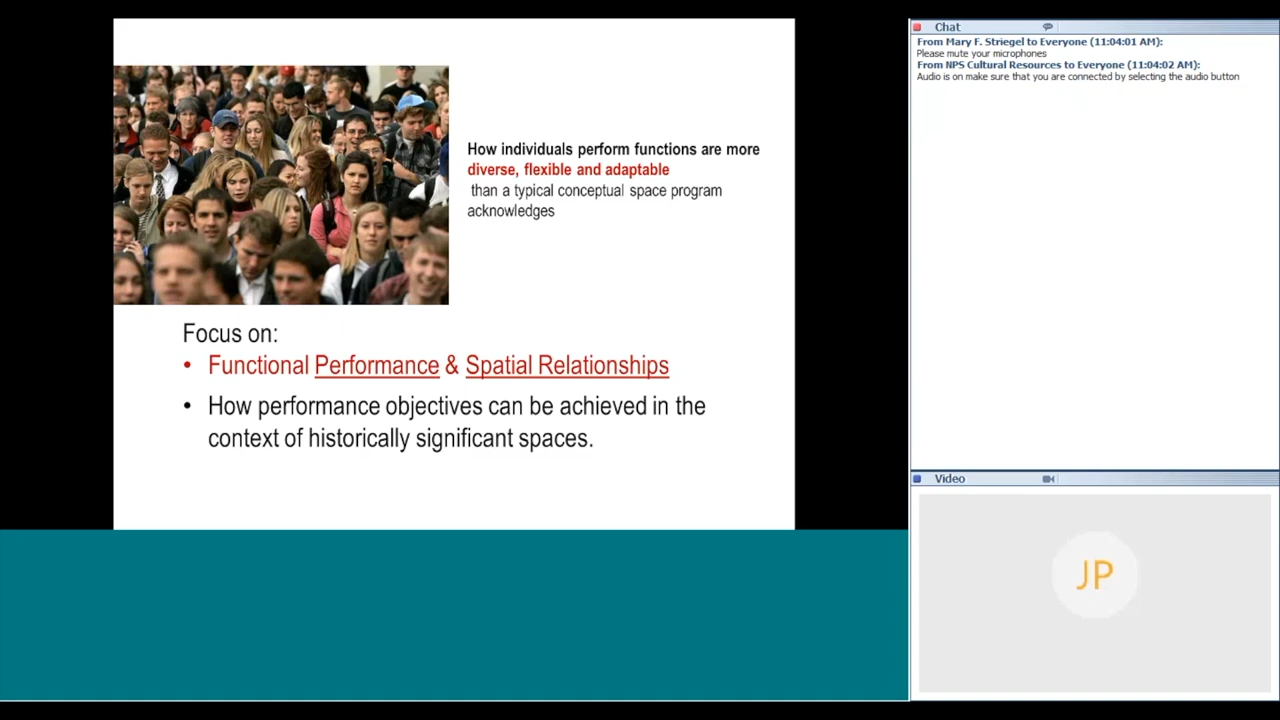 How individuals perform functions are more
diverse, flexible and adaptable
than a typical conceptual space program
acknowledges
Focus on:
• Functional Performance & Spatial Relationships
• How performance objectives can be achieved in the
context of historically significant spaces.
Chat
From Mary F. Striegel to Everyone (11:04:01 AM):
Please mute your microphones
From NPS Cultural Resources to Everyone (11:04:02 AM):
Audio is on make sure that you are connected by selecting the audio button
Video
JP